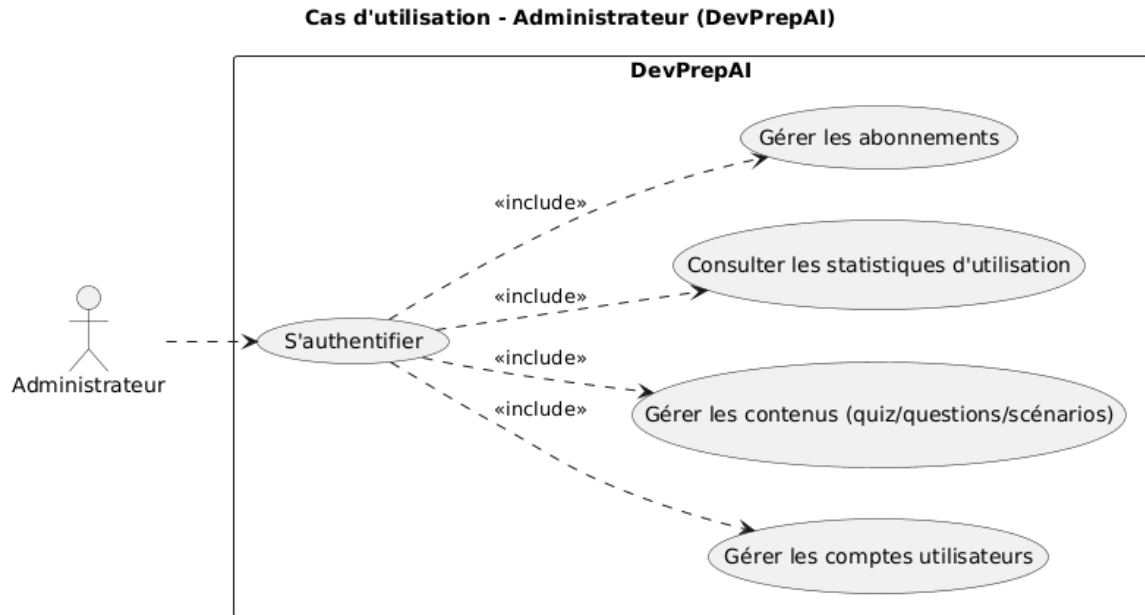 Cas d'utilisation - Administrateur (DevPrepAI)
DevPrepAI
Gérer les abonnements
«include»
Consulter les statistiques d'utilisation
«include»
S'authentifier
«include»
Administrateur
Gérer les contenus (quiz/questions/scénarios)
«include»
Gérer les comptes utilisateurs